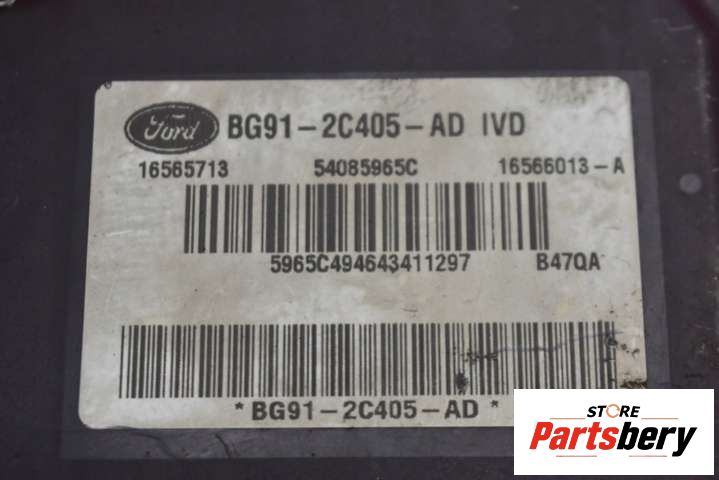 Ford BG91-2C405-AD IVD
16565713 54085965C 16566013-A
5965C494643411297 B47QA
*BG91-2C405-AD*
STORE
Partsbery